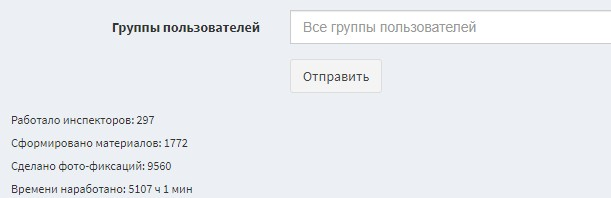 Группы пользователей
Все группы пользователей
Отправить
Работало инспекторов: 297
Сформировано материалов: 1772
Сделано фото-фиксаций: 9560
Времени наработано: 5107 ч 1 мин